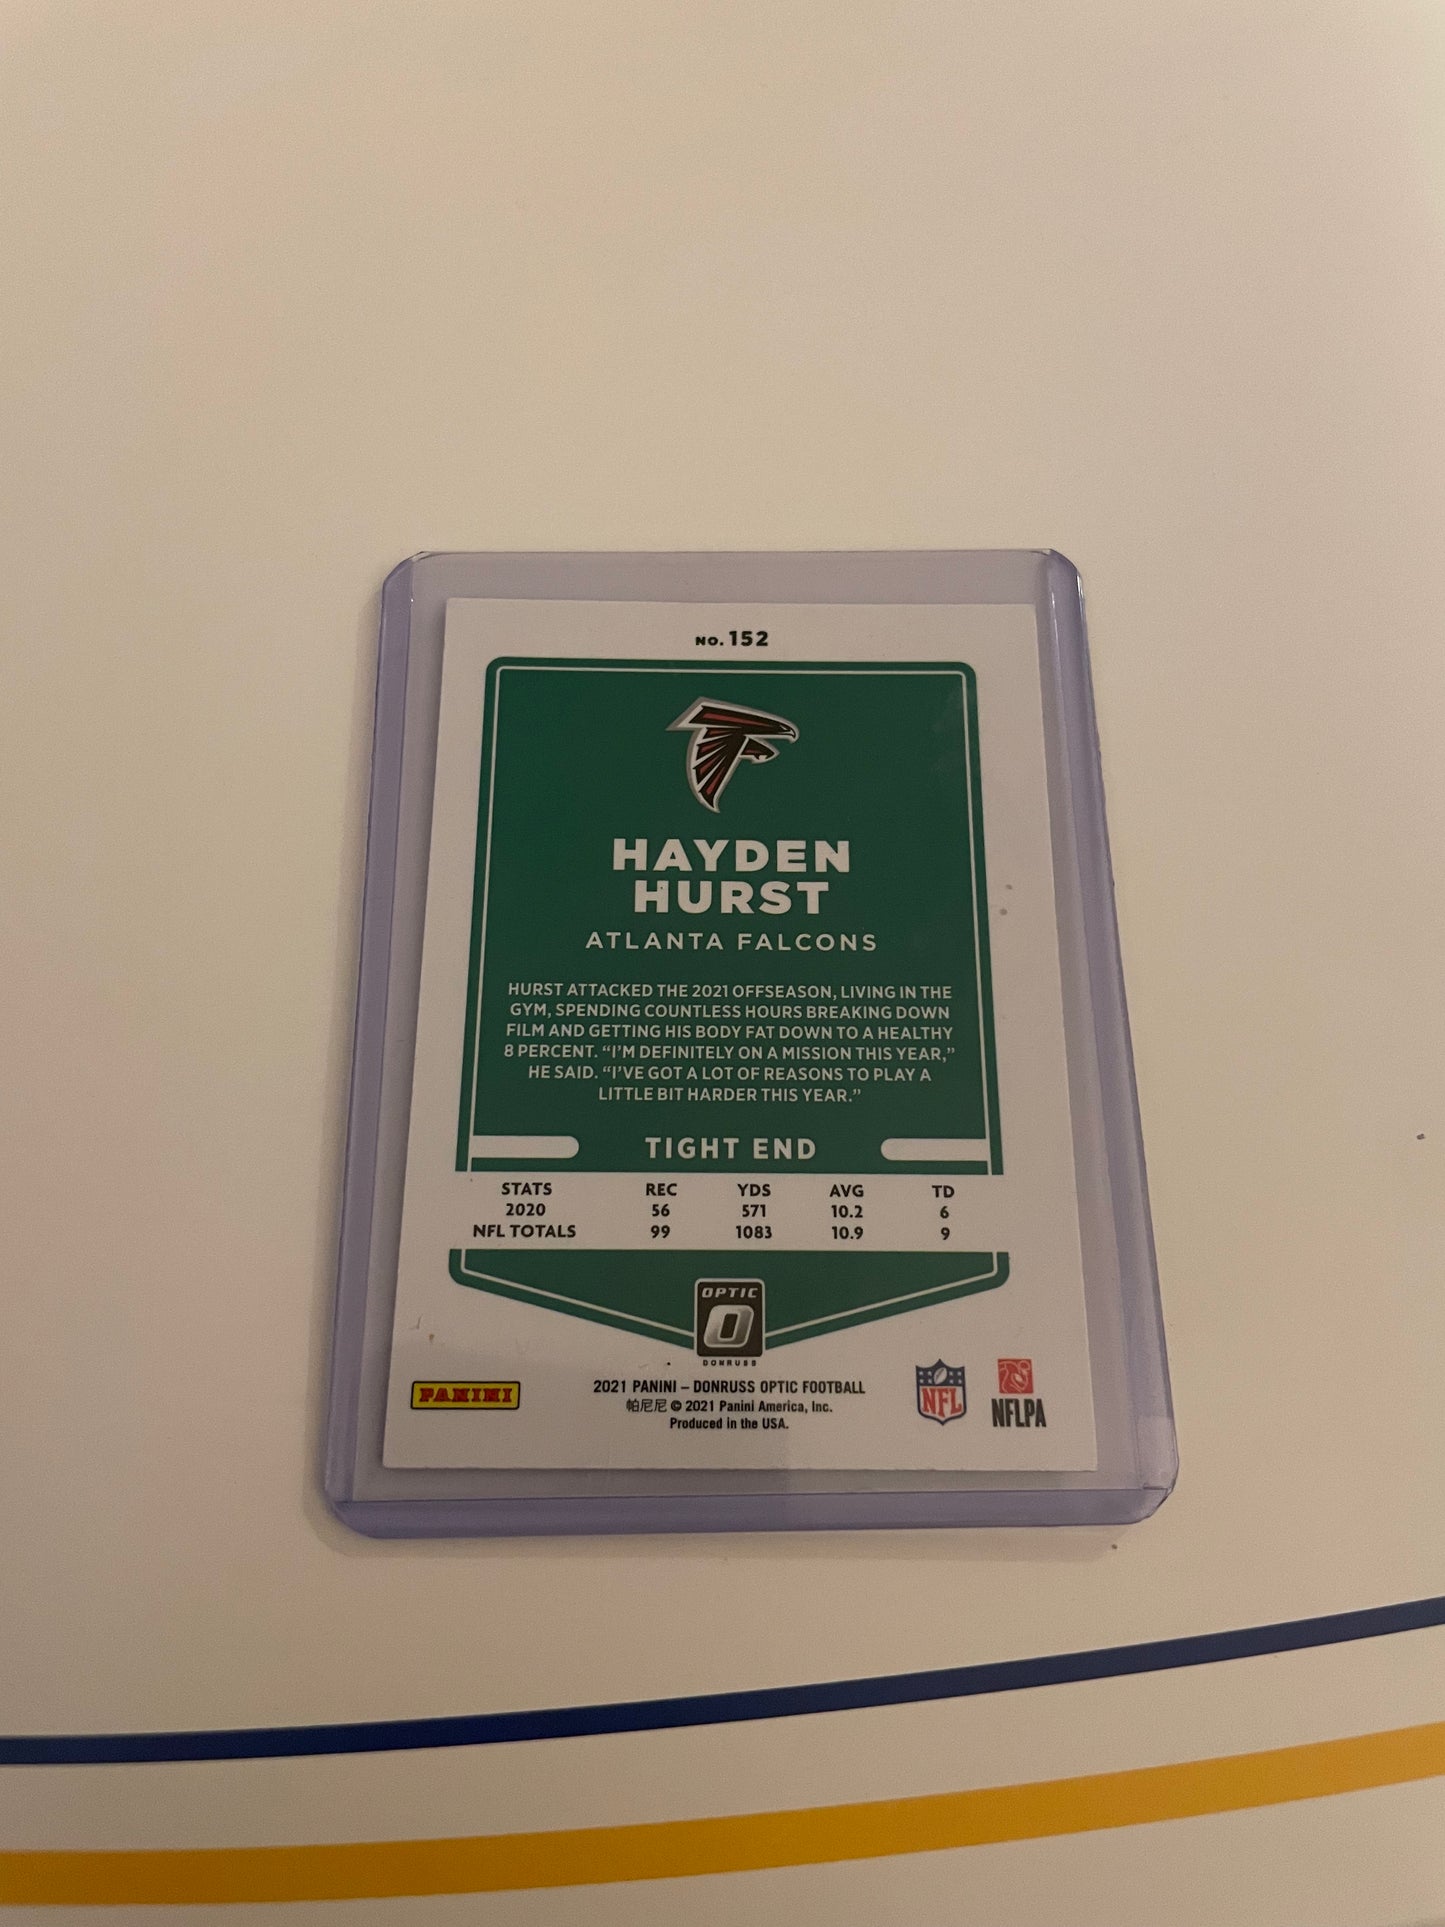 NO. 152
HAYDEN
HURST
ATLANTA FALCONS
HURST ATTACKED THE 2021 OFFSEASON, LIVING IN THE
GYM, SPENDING COUNTLESS HOURS BREAKING DOWN
FILM AND GETTING HIS BODY FAT DOWN TO A HEALTHY
8 PERCENT. “I’M DEFINITELY ON A MISSION THIS YEAR,”
HE SAID. “I’VE GOT A LOT OF REASONS TO PLAY A
LITTLE BIT HARDER THIS YEAR.”
TIGHT END
STATS REC YDS AVG TD
2020 56 571 10.2 6
NFL TOTALS 99 1083 10.9 9
OPTIC
O
DONRUSS
PANINI
2021 PANINI – DONRUSS OPTIC FOOTBALL
帕尼尼 © 2021 Panini America, Inc.
Produced in the USA.
NFL
NFLPA